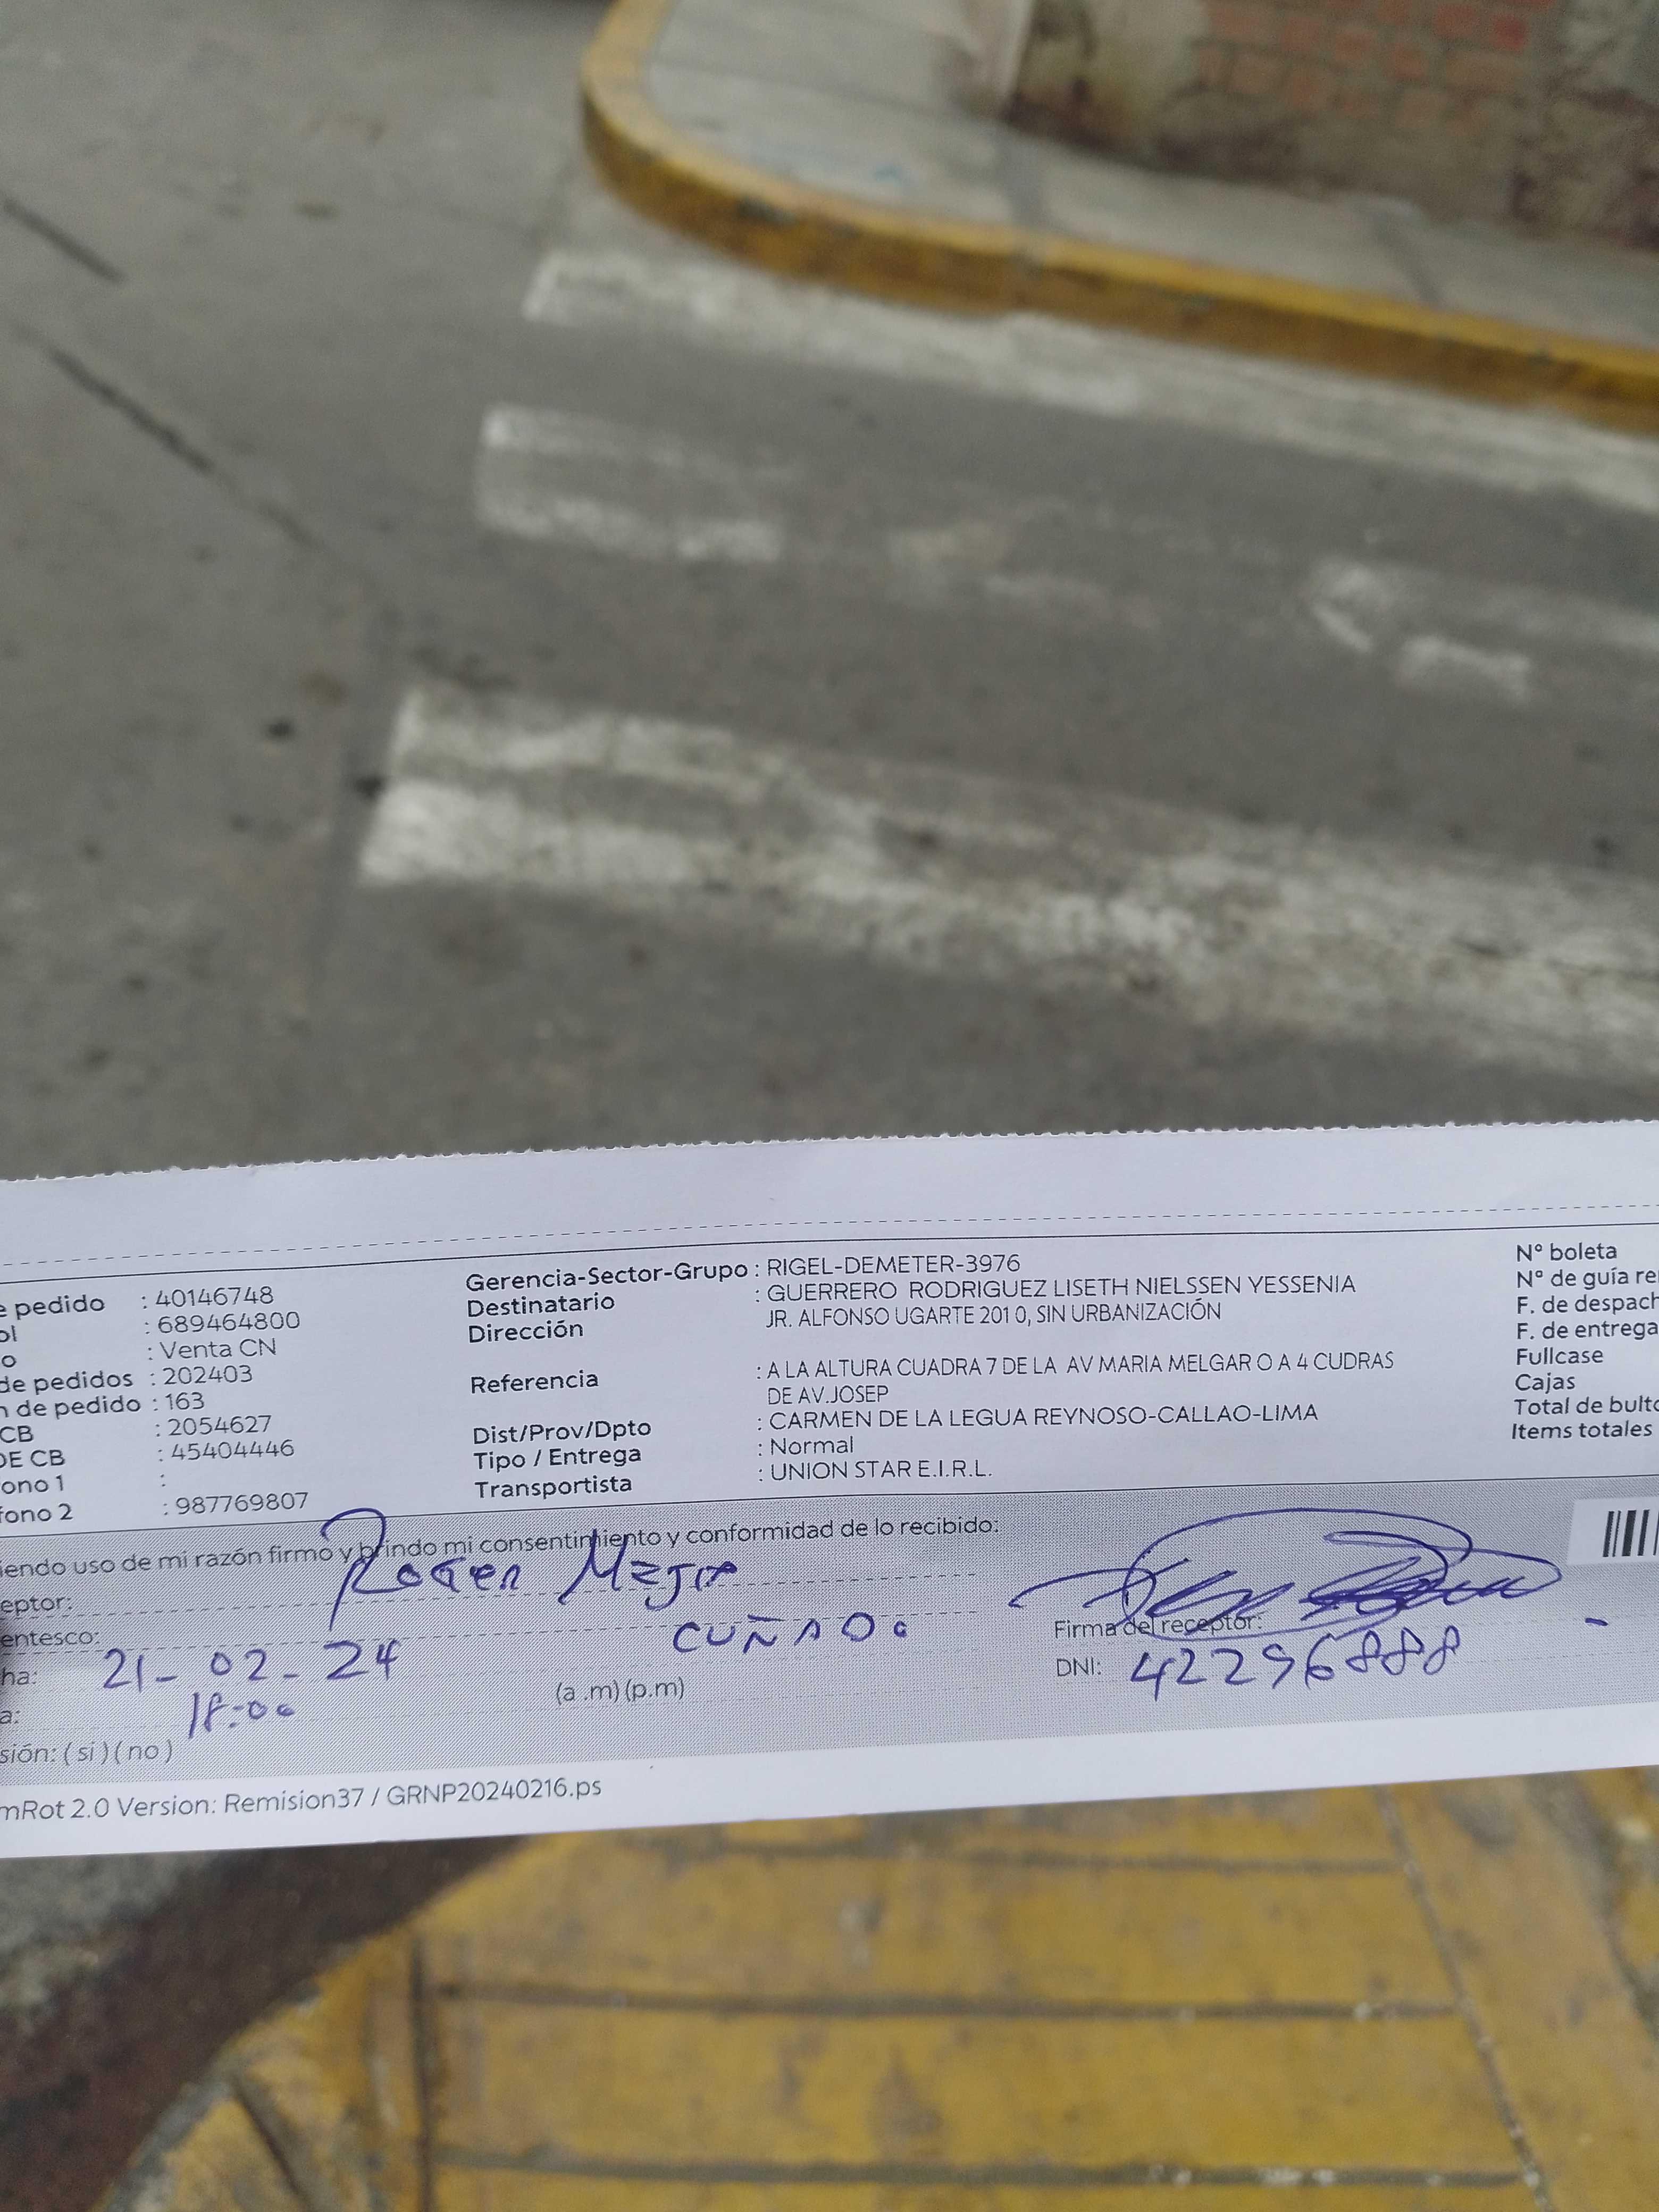 e pedido : 40146748
ol : 689464800
o : Venta CN
de pedidos : 202403
n de pedido : 163
CB : 2054627
DE CB : 45404446
ono 1 :
fono 2 : 987769807
Gerencia-Sector-Grupo : RIGEL-DEMETER-3976
Destinatario : GUERRERO RODRIGUEZ LISETH NIELSSEN YESSENIA
Dirección JR. ALFONSO UGARTE 201 0, SIN URBANIZACIÓN
Referencia : A LA ALTURA CUADRA 7 DE LA AV MARIA MELGAR O A 4 CUDRAS
DE AV.JOSEP
Dist/Prov/Dpto : CARMEN DE LA LEGUA REYNOSO-CALLAO-LIMA
Tipo / Entrega : Normal
Transportista : UNION STAR E.I.R.L.
Nº boleta
Nº de guía re
F. de despach
F. de entrega
Fullcase
Cajas
Total de bulto
Items totales
iendo uso de mi razón firmo y brindo mi consentimiento y conformidad de lo recibido:
eptor: Roger
entesco: CUÑADO
ha: 21-02-24
a: 18:00 (a .m) (p.m)
Firma del receptor:
DNI: 42296888
sión: ( si ) ( no )
mRot 2.0 Version: Remision37 / GRNP20240216.ps